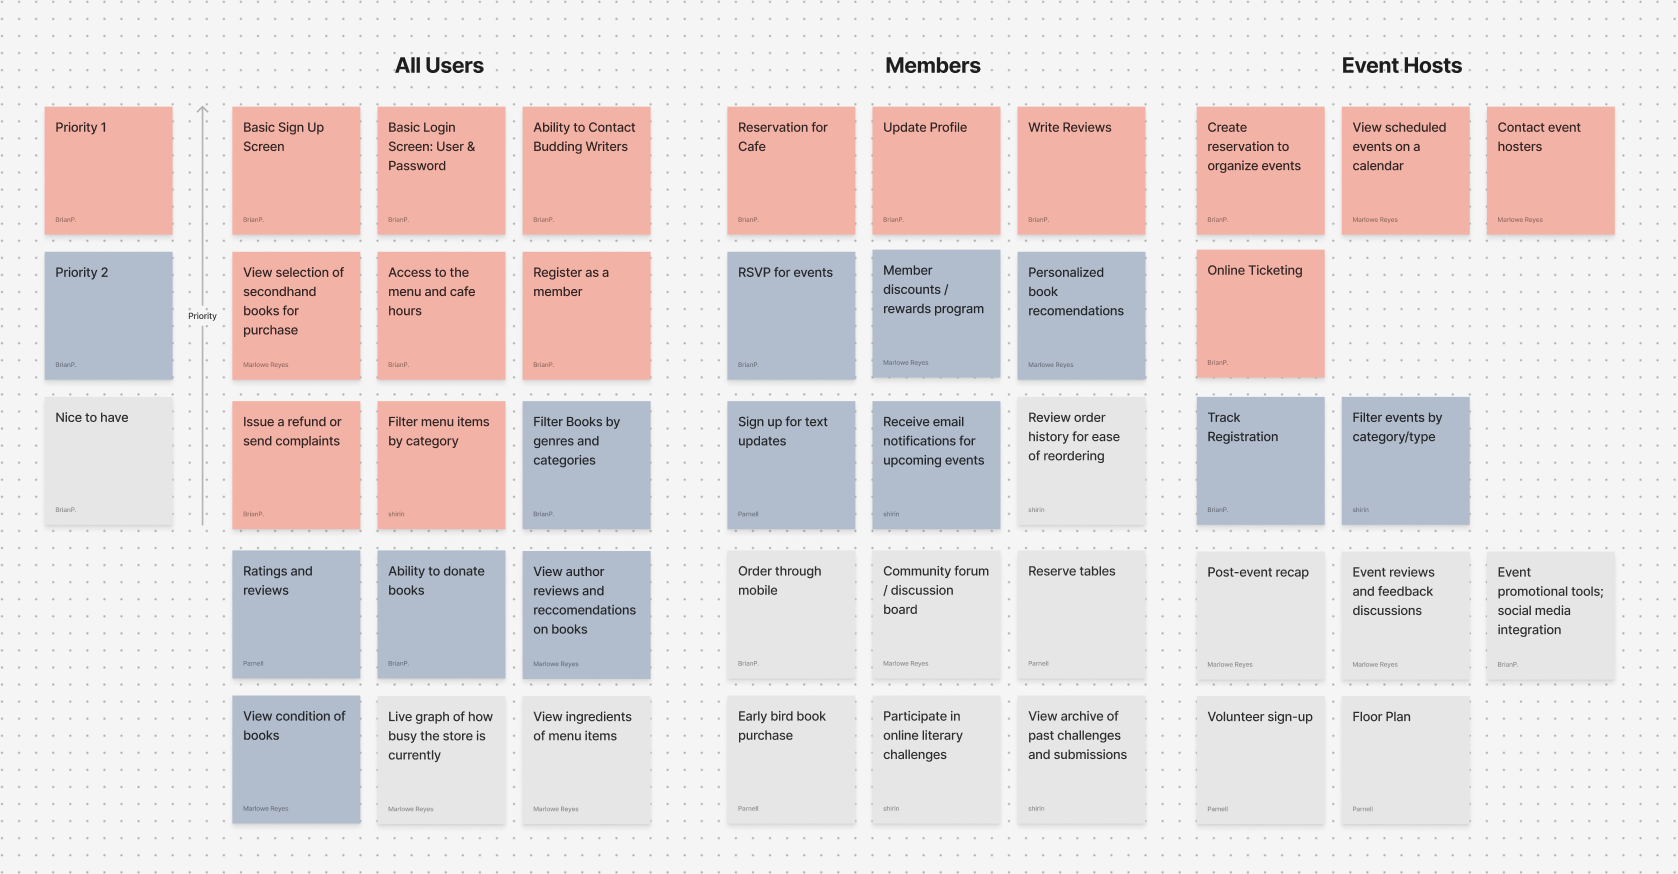 All Users
Members
Event Hosts
Priority 1
BrianP.
Priority 2
BrianP.
Nice to have
BrianP.
Priority
Basic Sign Up
Screen
BrianP.
Basic Login
Screen: User &
Password
BrianP.
Ability to Contact
Budding Writers
BrianP.
View selection of
secondhand
books for
purchase
Marlowe Reyes
Access to the
menu and cafe
hours
BrianP.
Register as a
member
BrianP.
Issue a refund or
send complaints
BrianP.
Filter menu items
by category
shirin
Filter Books by
genres and
categories
BrianP.
Ratings and
reviews
Parnell
Ability to donate
books
BrianP.
View author
reviews and
reccomendations
on books
Marlowe Reyes
View condition of
books
Marlowe Reyes
Live graph of how
busy the store is
currently
Marlowe Reyes
View ingredients
of menu items
Marlowe Reyes
Reservation for
Cafe
BrianP.
Update Profile
BrianP.
Write Reviews
BrianP.
RSVP for events
BrianP.
Member
discounts /
rewards program
Marlowe Reyes
Personalized
book
recomendations
Marlowe Reyes
Sign up for text
updates
Parnell
Receive email
notifications for
upcoming events
shirin
Review order
history for ease
of reordering
shirin
Order through
mobile
BrianP.
Community forum
/ discussion
board
Marlowe Reyes
Reserve tables
Parnell
Early bird book
purchase
Parnell
Participate in
online literary
challenges
shirin
View archive of
past challenges
and submissions
shirin
Create
reservation to
organize events
BrianP.
View scheduled
events on a
calendar
Marlowe Reyes
Contact event
hosters
Marlowe Reyes
Online Ticketing
BrianP.
Track
Registration
BrianP.
Filter events by
category/type
shirin
Post-event recap
Marlowe Reyes
Event reviews
and feedback
discussions
Marlowe Reyes
Event
promotional tools;
social media
integration
BrianP.
Volunteer sign-up
Parnell
Floor Plan
Parnell